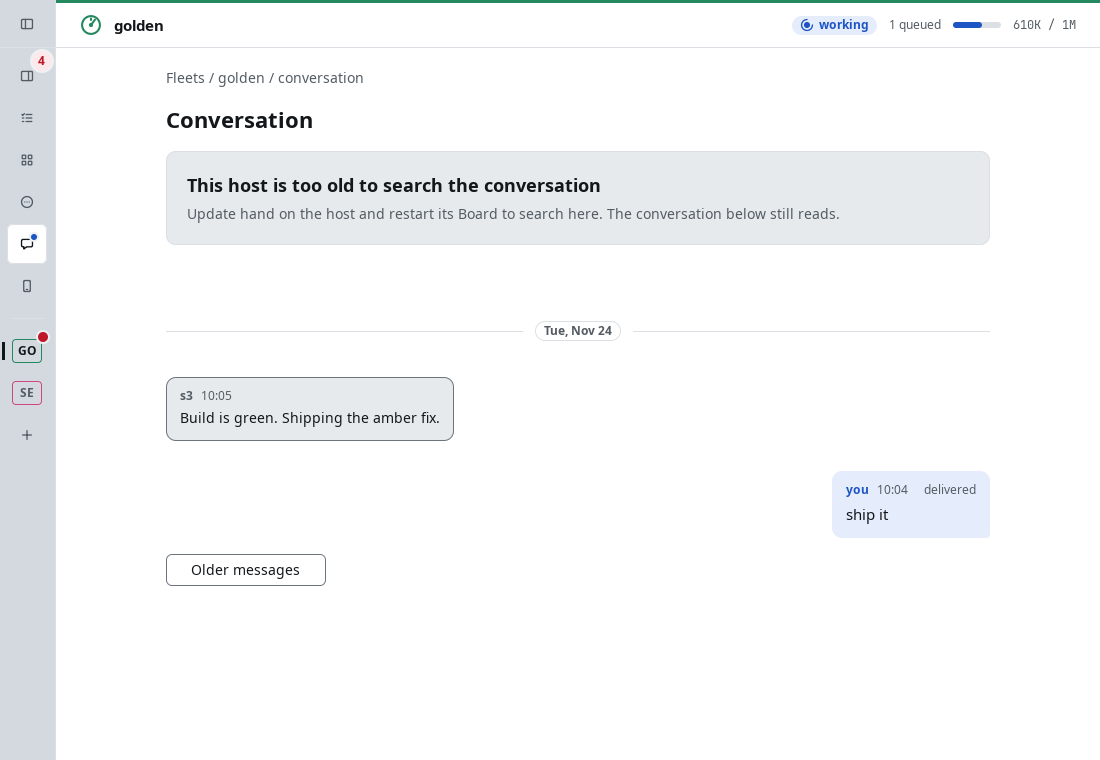 golden
working
1 queued
610K / 1M
4
Fleets / golden / conversation
Conversation
This host is too old to search the conversation
Update hand on the host and restart its Board to search here. The conversation below still reads.
Tue, Nov 24
s3 10:05
Build is green. Shipping the amber fix.
you 10:04 delivered
ship it
Older messages
GO
SE